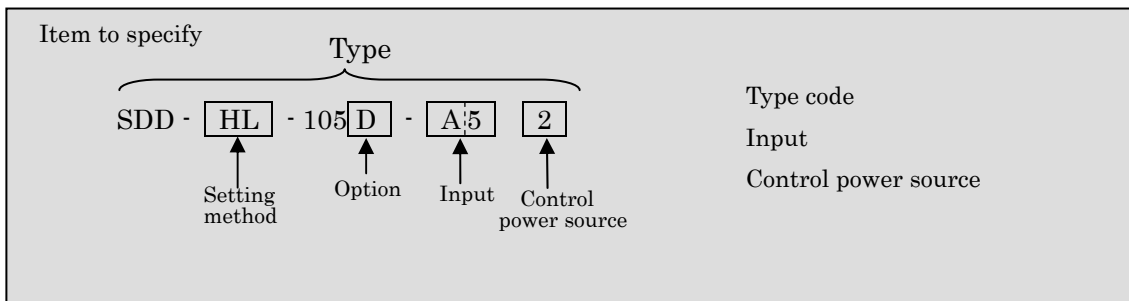 Item to specify
Type
SDD - HL - 105 D - A 5 2
Setting method
Option
Input
Control power source
Type code
Input
Control power source